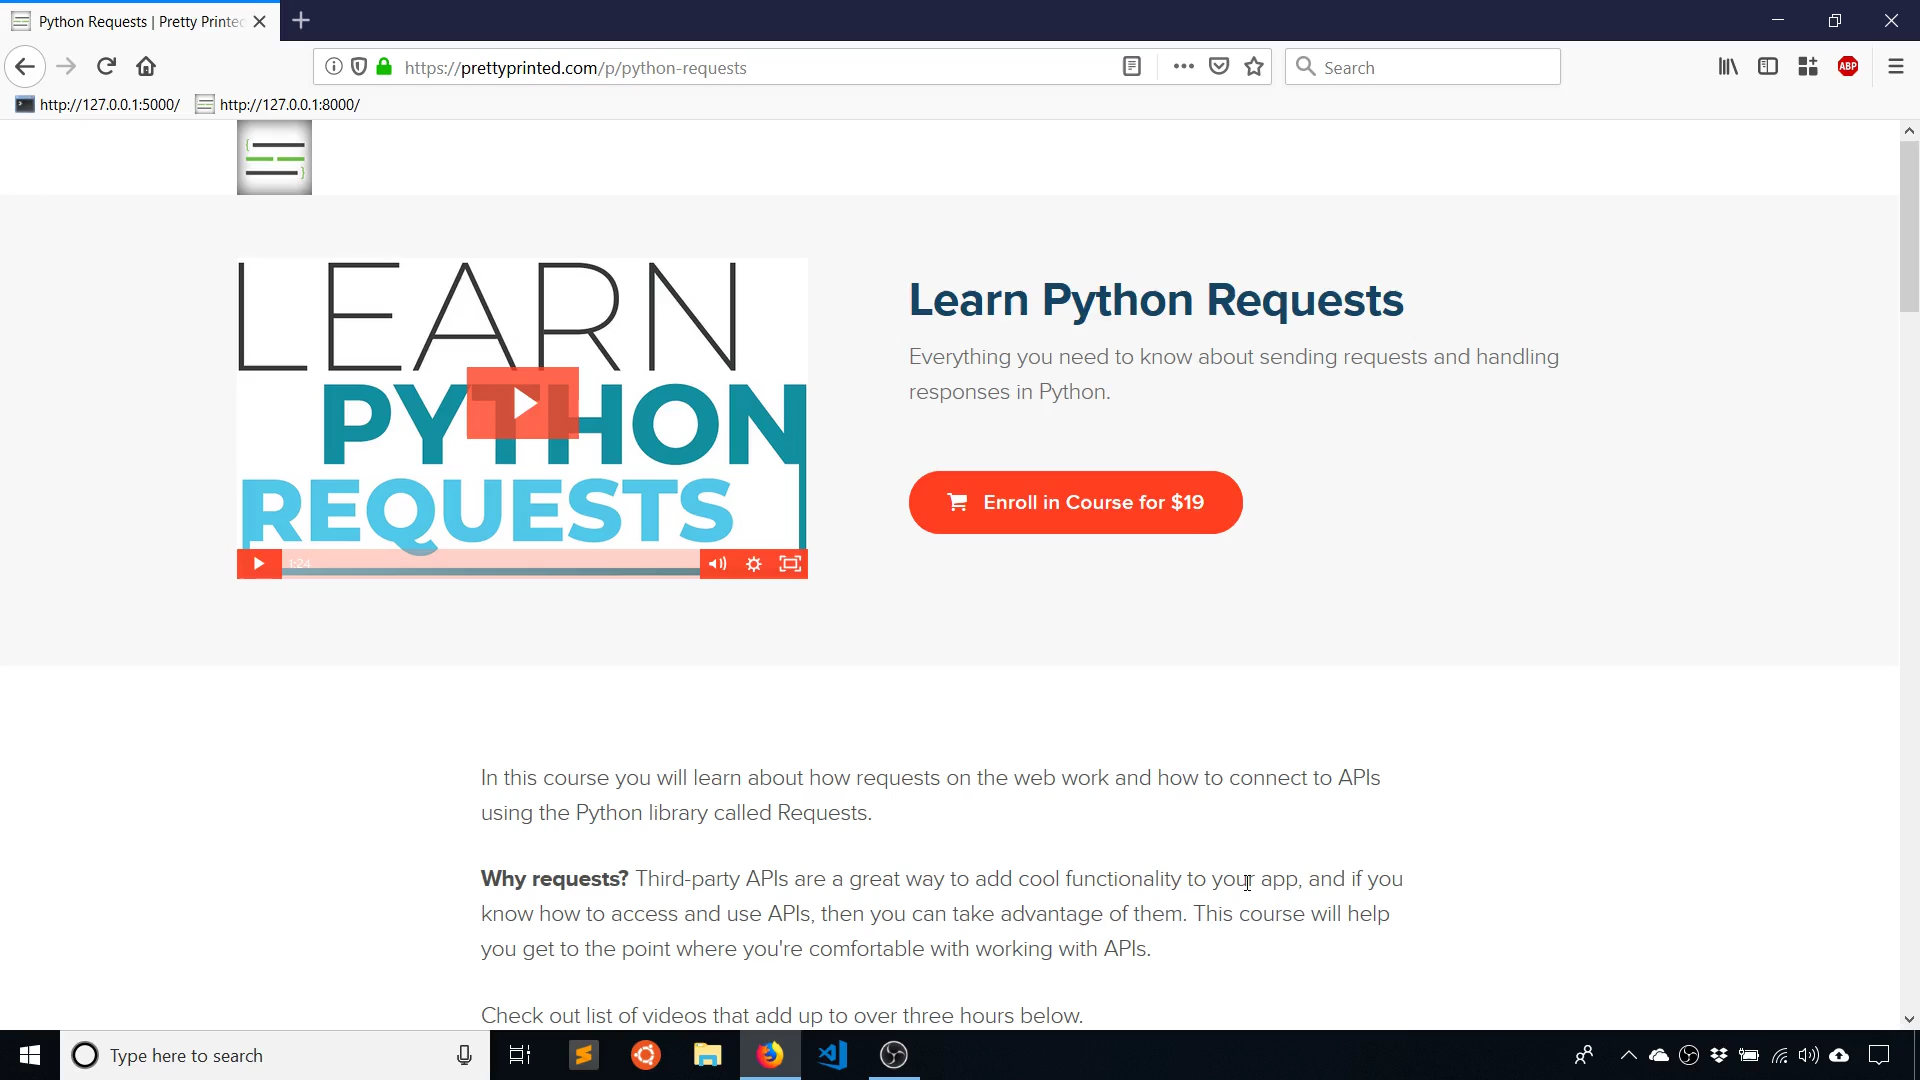 Python Requests | Pretty Printed
https://prettyprinted.com/p/python-requests
Search
http://127.0.0.1:5000/
http://127.0.0.1:8000/
ABP
LEARN
PYTHON
REQUESTS
1:24
Learn Python Requests
Everything you need to know about sending requests and handling
responses in Python.
Enroll in Course for $19
In this course you will learn about how requests on the web work and how to connect to APIs
using the Python library called Requests.
Why requests? Third-party APIs are a great way to add cool functionality to your app, and if you
know how to access and use APIs, then you can take advantage of them. This course will help
you get to the point where you're comfortable with working with APIs.
Check out list of videos that add up to over three hours below.
Type here to search